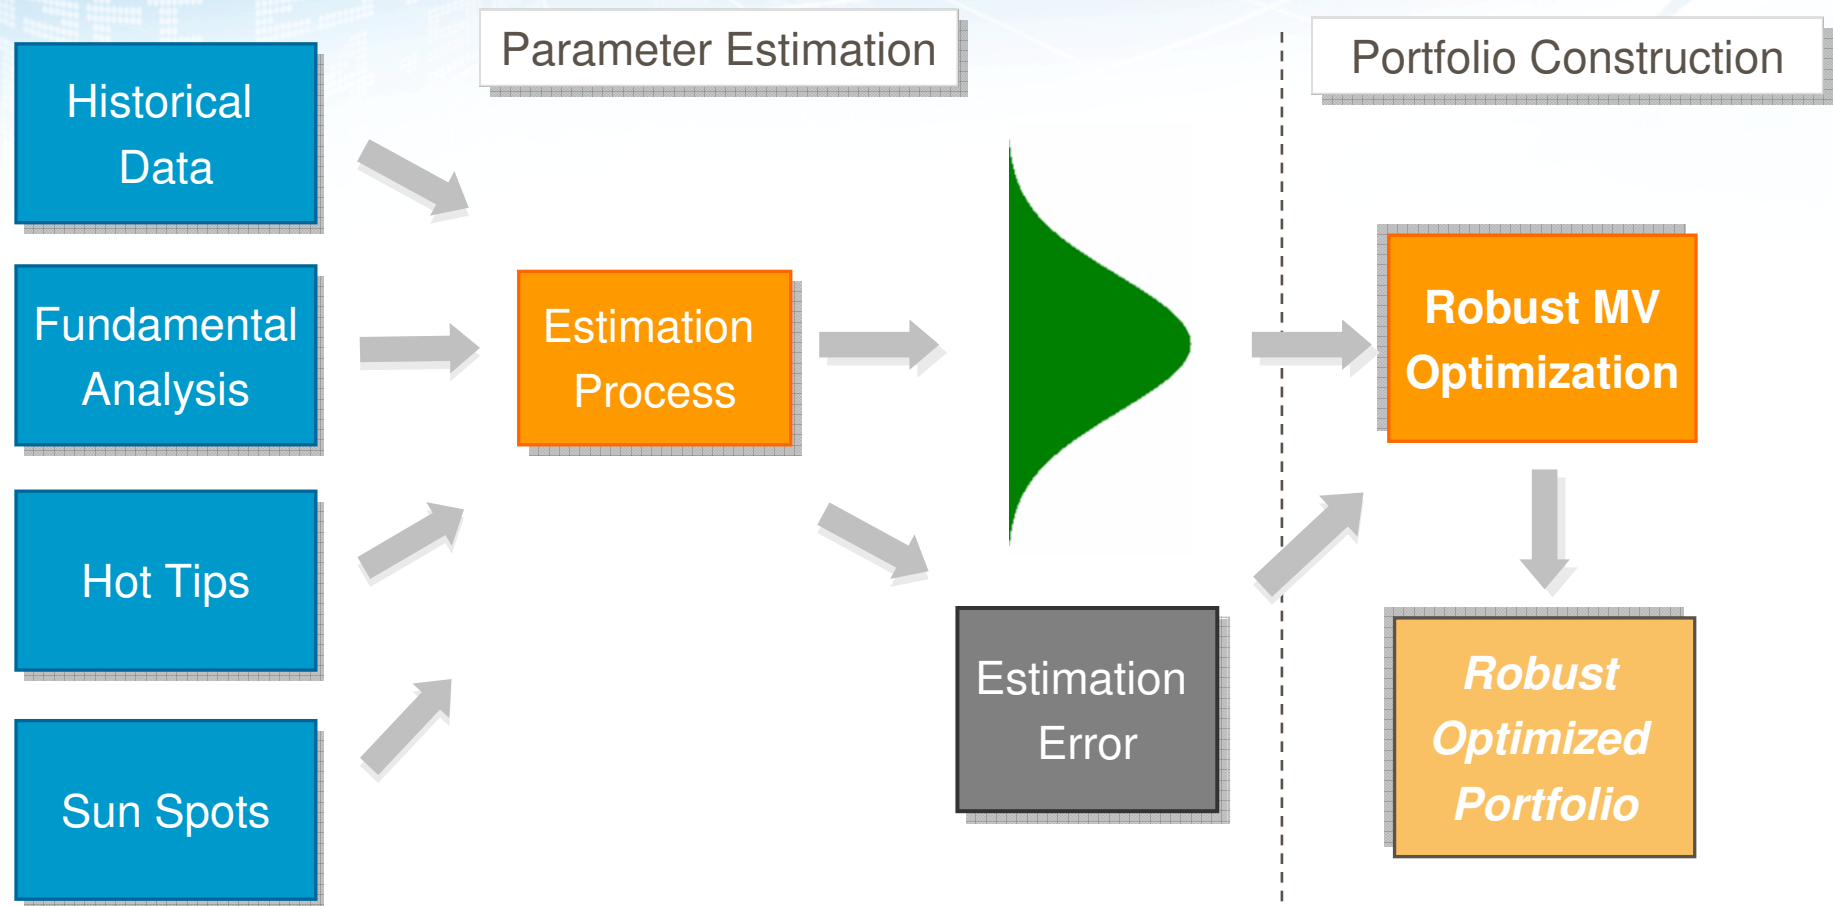 Parameter Estimation
Portfolio Construction
Historical
Data
Fundamental
Analysis
Hot Tips
Sun Spots
Estimation
Process
Estimation
Error
Robust MV
Optimization
Robust
Optimized
Portfolio